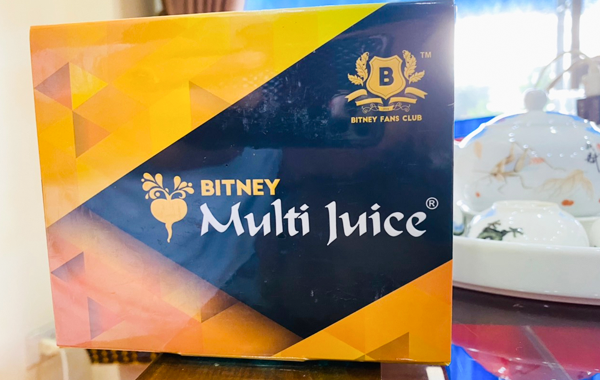 B
™
BITNEY FANS CLUB
BITNEY
Multi Juice®